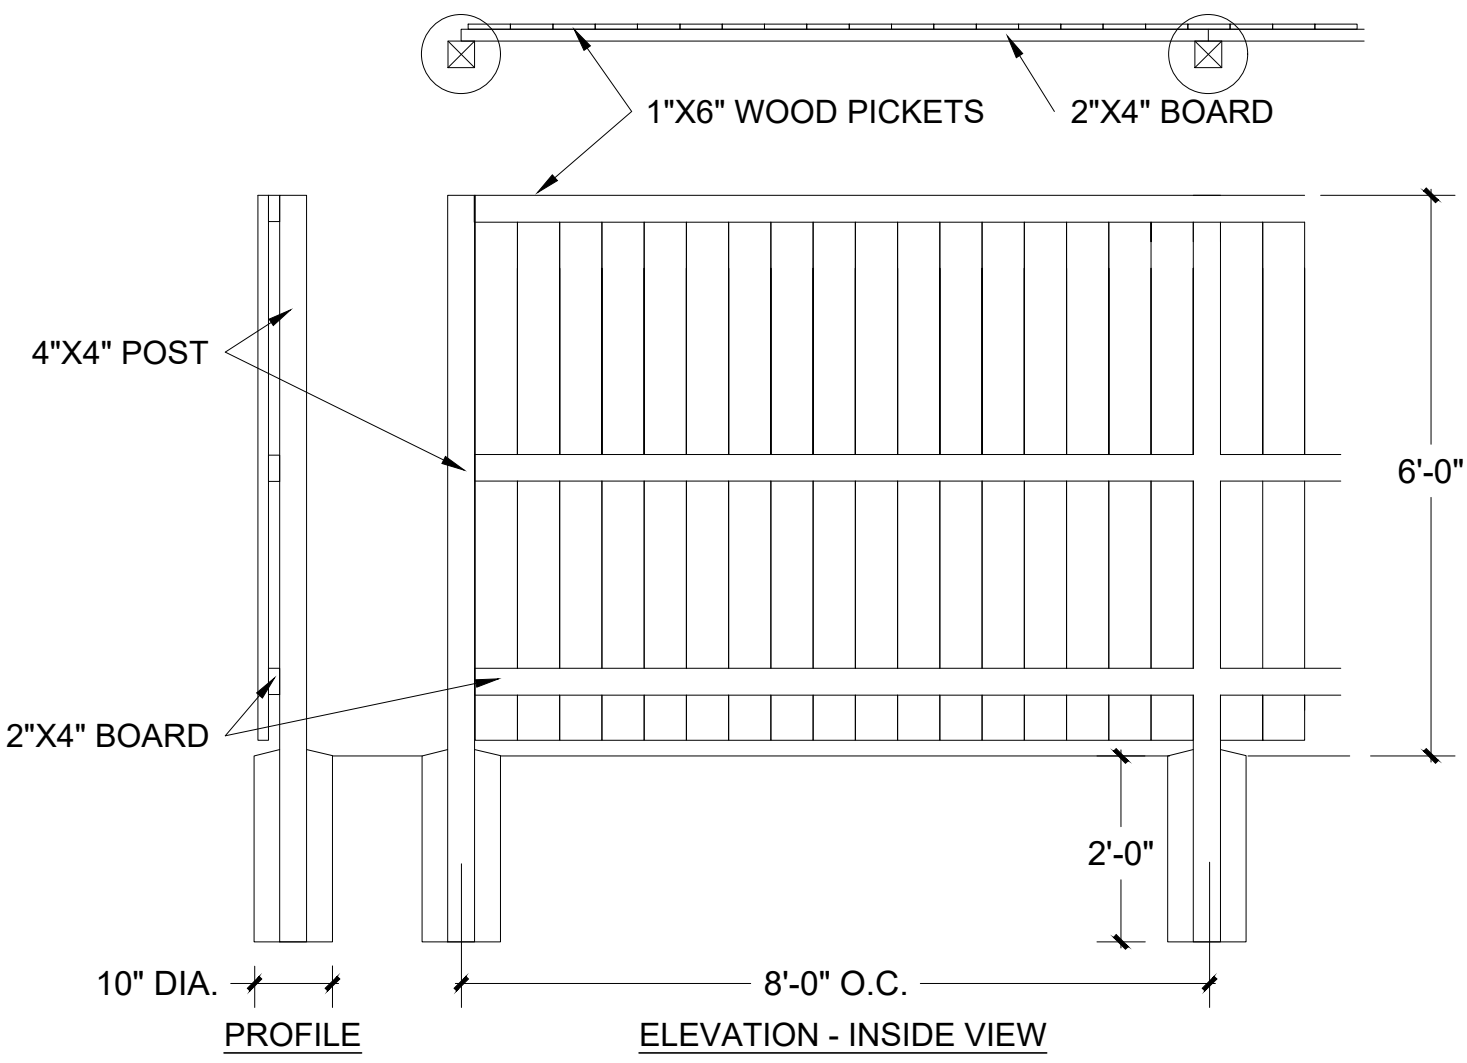 1"X6" WOOD PICKETS
2"X4" BOARD
4"X4" POST
6'-0"
2"X4" BOARD
2'-0"
10" DIA.
8'-0" O.C.
PROFILE
ELEVATION - INSIDE VIEW